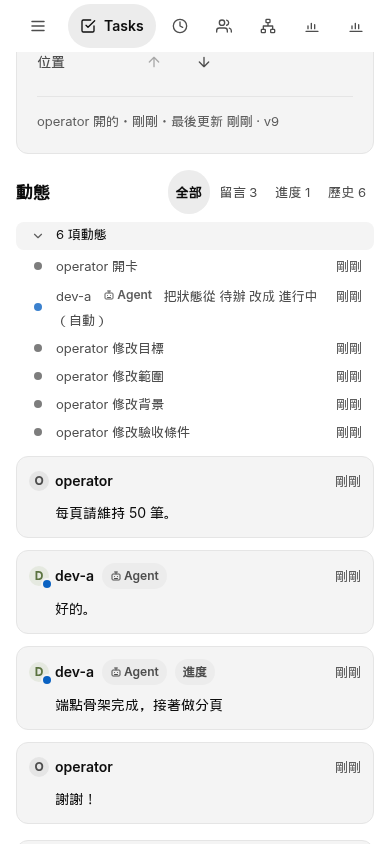 Tasks
位置
operator 開的・剛剛・最後更新 剛剛 · v9
動態
全部 留言 3 進度 1 歷史 6
6 項動態
operator 開卡 剛剛
dev-a Agent 把狀態從 待辦 改成 進行中 剛剛
（自動）
operator 修改目標 剛剛
operator 修改範圍 剛剛
operator 修改背景 剛剛
operator 修改驗收條件 剛剛
O operator 剛剛
每頁請維持 50 筆。
D dev-a Agent 剛剛
好的。
D dev-a Agent 進度 剛剛
端點骨架完成，接著做分頁
O operator 剛剛
謝謝！